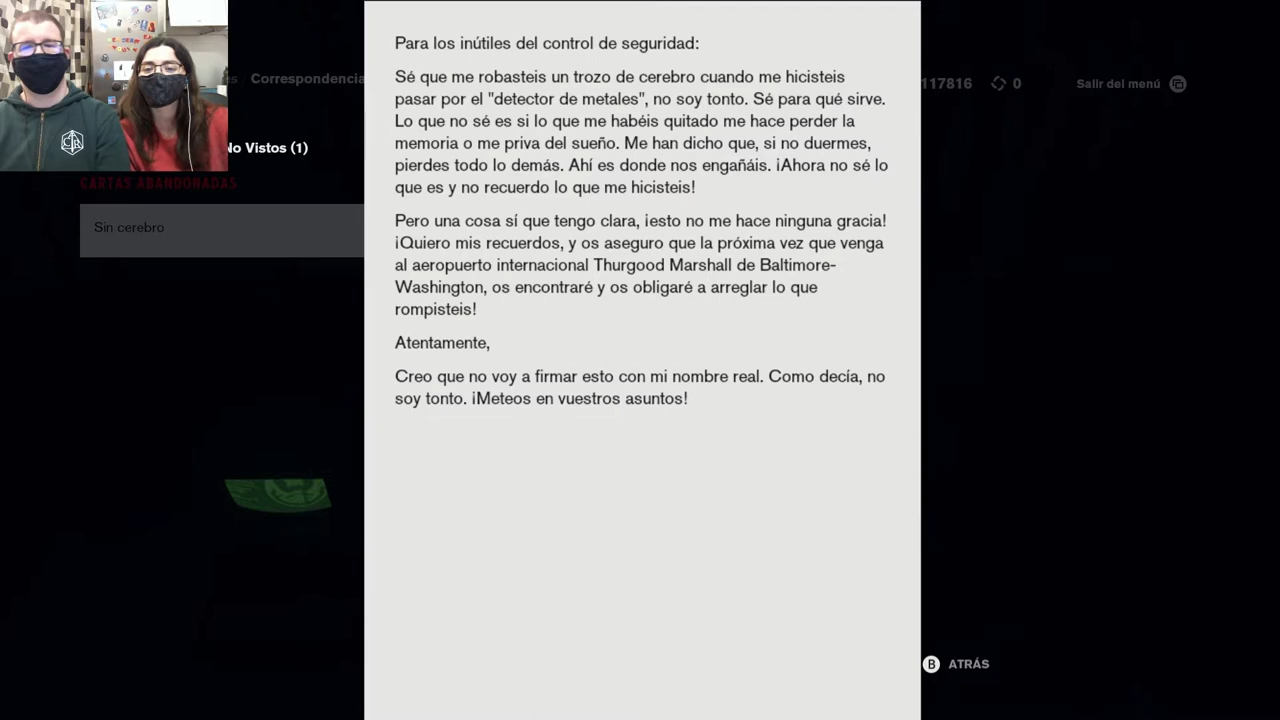 Para los inútiles del control de seguridad:
Sé que me robasteis un trozo de cerebro cuando me hicisteis
pasar por el "detector de metales", no soy tonto. Sé para qué sirve.
Lo que no sé es si lo que me habéis quitado me hace perder la
memoria o me priva del sueño. Me han dicho que, si no duermes,
pierdes todo lo demás. Ahí es donde nos engañáis. ¡Ahora no sé lo
que es y no recuerdo lo que me hicisteis!
Pero una cosa sí que tengo clara, ¡esto no me hace ninguna gracia!
¡Quiero mis recuerdos, y os aseguro que la próxima vez que venga
al aeropuerto internacional Thurgood Marshall de Baltimore-
Washington, os encontraré y os obligaré a arreglar lo que
rompisteis!
Atentamente,
Creo que no voy a firmar esto con mi nombre real. Como decía, no
soy tonto. ¡Meteos en vuestros asuntos!
Correspondencia
117816
0
Salir del menú
No Vistos (1)
CARTAS ABANDONADAS
Sin cerebro
B ATRÁS